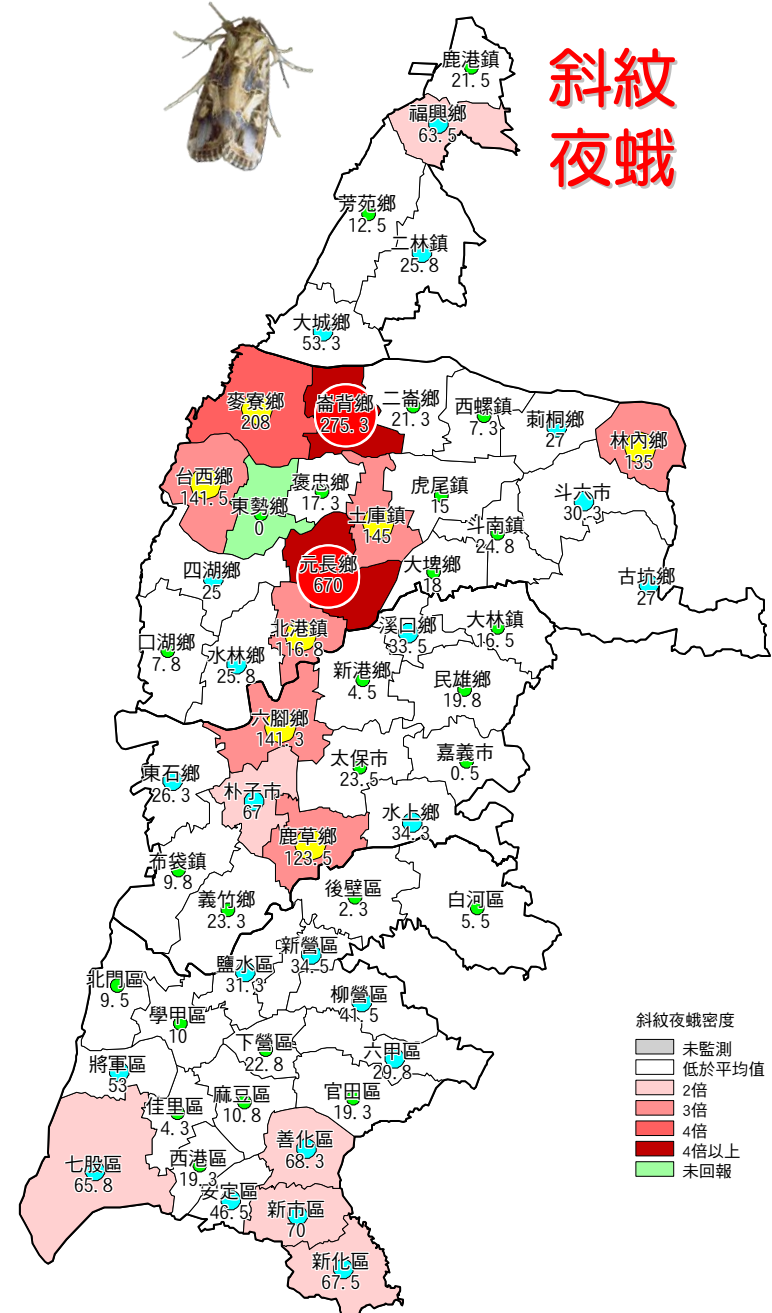 斜紋
夜蛾
鹿港鎮
21.5
福興鄉
63.5
芳苑鄉
12.5
二林鎮
25.8
大城鄉
53.3
麥寮鄉
208
崙背鄉
275.3
二崙鄉
21.3
西螺鎮
7.3
莿桐鄉
27
林內鄉
135
台西鄉
141.5
東勢鄉
0
褒忠鄉
17.3
土庫鎮
145
虎尾鎮
15
斗南鎮
24.8
斗六市
30.3
四湖鄉
25
元長鄉
670
大埤鄉
18
古坑鄉
27
口湖鄉
7.8
水林鄉
25.8
北港鎮
116.8
溪口鄉
33.5
大林鎮
16.5
新港鄉
4.5
民雄鄉
19.8
六腳鄉
141.3
東石鄉
26.3
朴子市
67
太保市
23.5
嘉義市
0.5
鹿草鄉
123.5
水上鄉
34.3
布袋鎮
9.8
義竹鄉
23.3
後壁區
2.3
白河區
5.5
北門區
9.5
鹽水區
31.3
新營區
34.5
學甲區
10
柳營區
41.5
下營區
22.8
六甲區
29.8
將軍區
53
佳里區
4.3
麻豆區
10.8
官田區
19.3
七股區
65.8
西港區
19.3
善化區
68.3
安定區
46.5
新市區
70
新化區
67.5
斜紋夜蛾密度
未監測
低於平均值
2倍
3倍
4倍
4倍以上
未回報